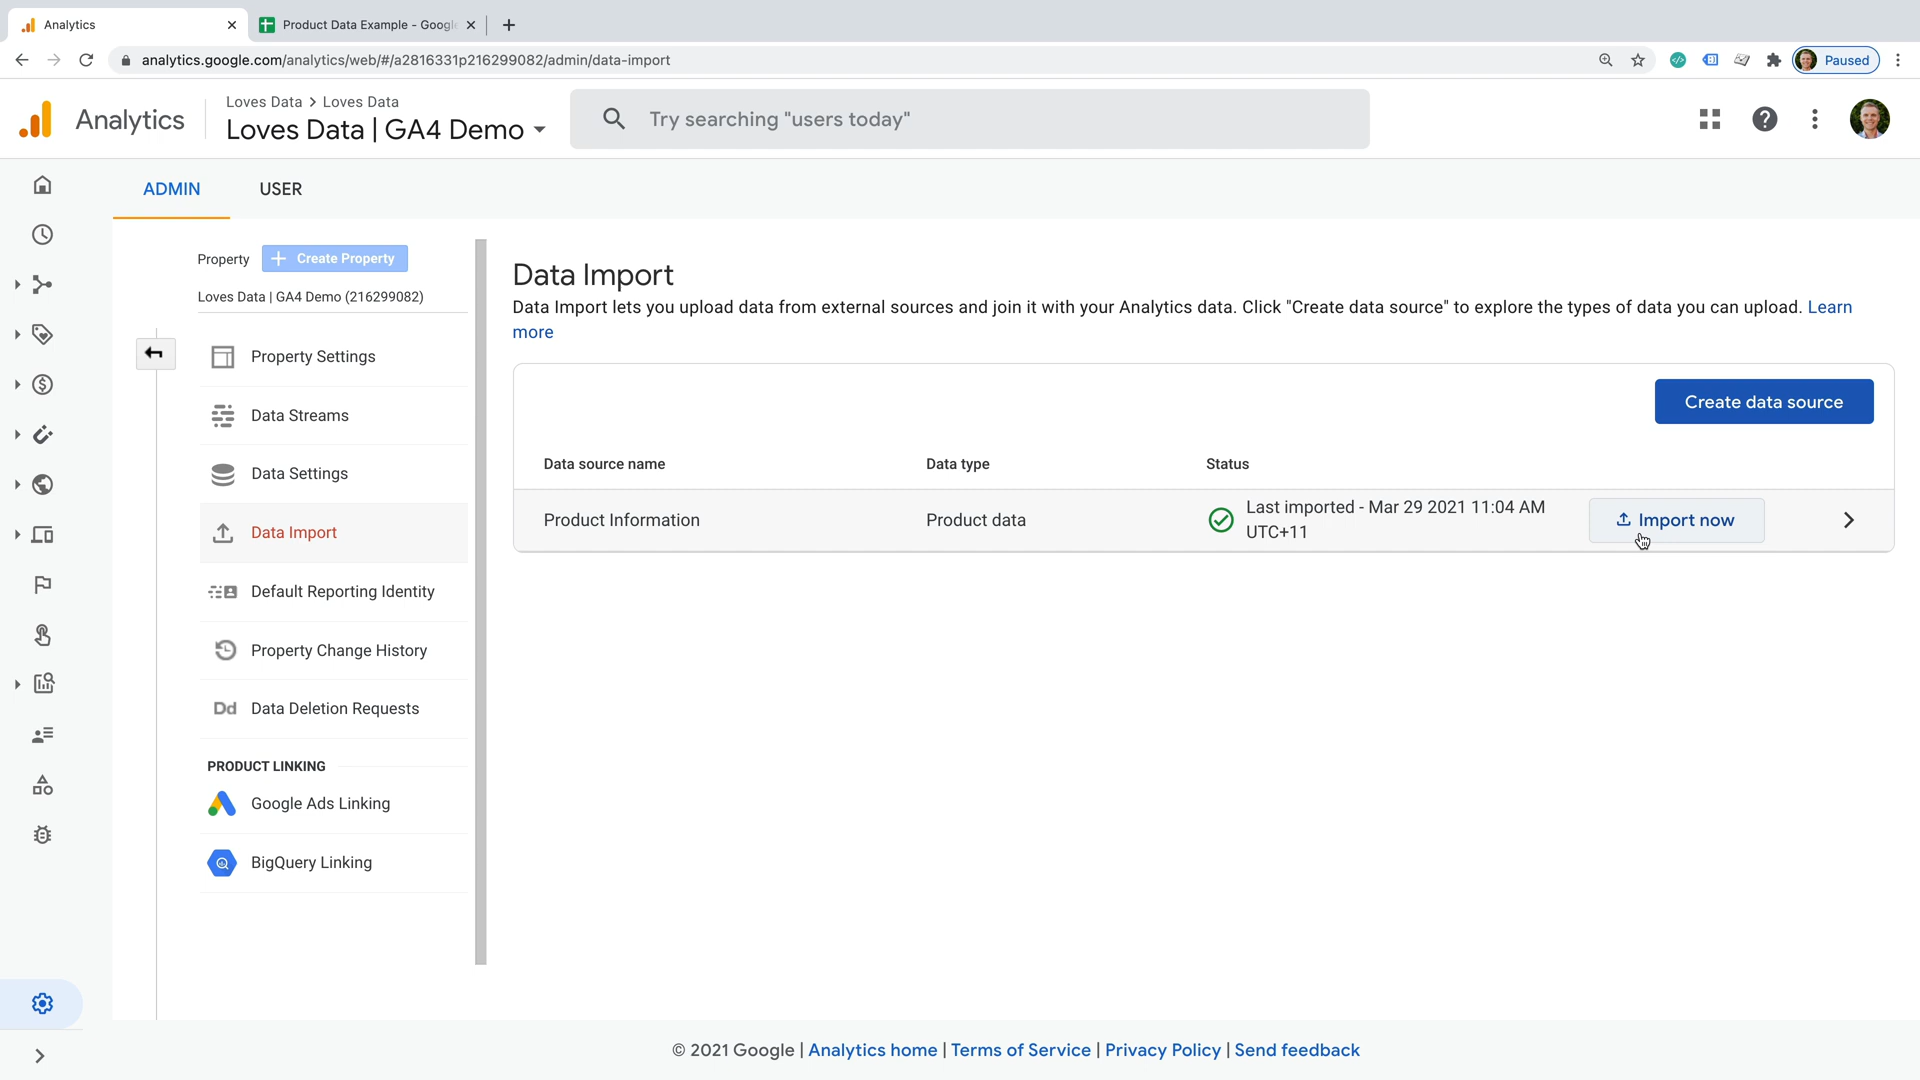 Analytics
Product Data Example - Google
analytics.google.com/analytics/web/#/a2816331p216299082/admin/data-import
Paused
Analytics
Loves Data > Loves Data
Loves Data | GA4 Demo
Try searching "users today"
ADMIN
USER
Property
Create Property
Loves Data | GA4 Demo (216299082)
Property Settings
Data Streams
Data Settings
Data Import
Default Reporting Identity
Property Change History
Dd Data Deletion Requests
PRODUCT LINKING
Google Ads Linking
BigQuery Linking
Data Import
Data Import lets you upload data from external sources and join it with your Analytics data. Click "Create data source" to explore the types of data you can upload. Learn
more
Create data source
Data source name
Data type
Status
Product Information
Product data
Last imported - Mar 29 2021 11:04 AM
UTC+11
Import now
© 2021 Google | Analytics home | Terms of Service | Privacy Policy | Send feedback